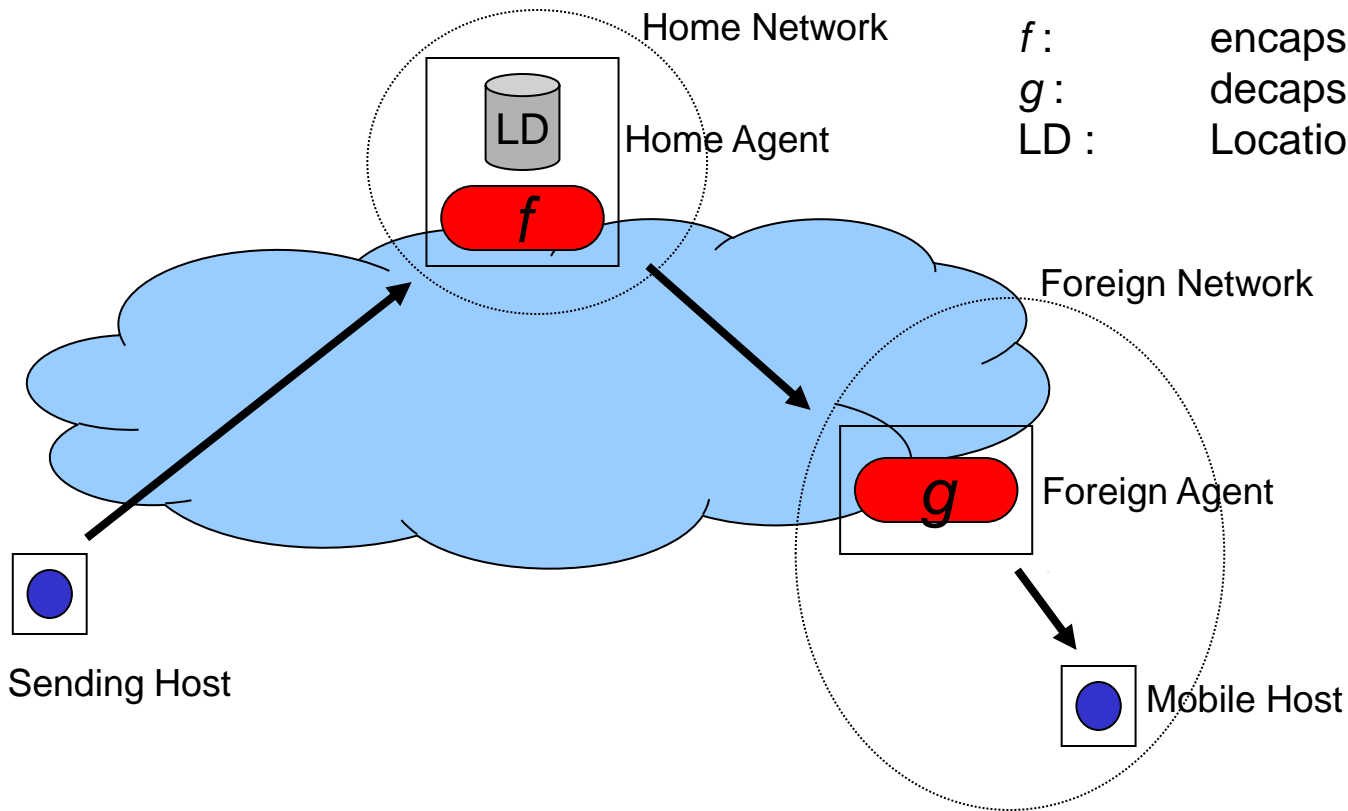 Home Network
f : encaps
g : decaps
LD : Locatio
LD
Home Agent
f
Foreign Network
g
Foreign Agent
Sending Host
Mobile Host